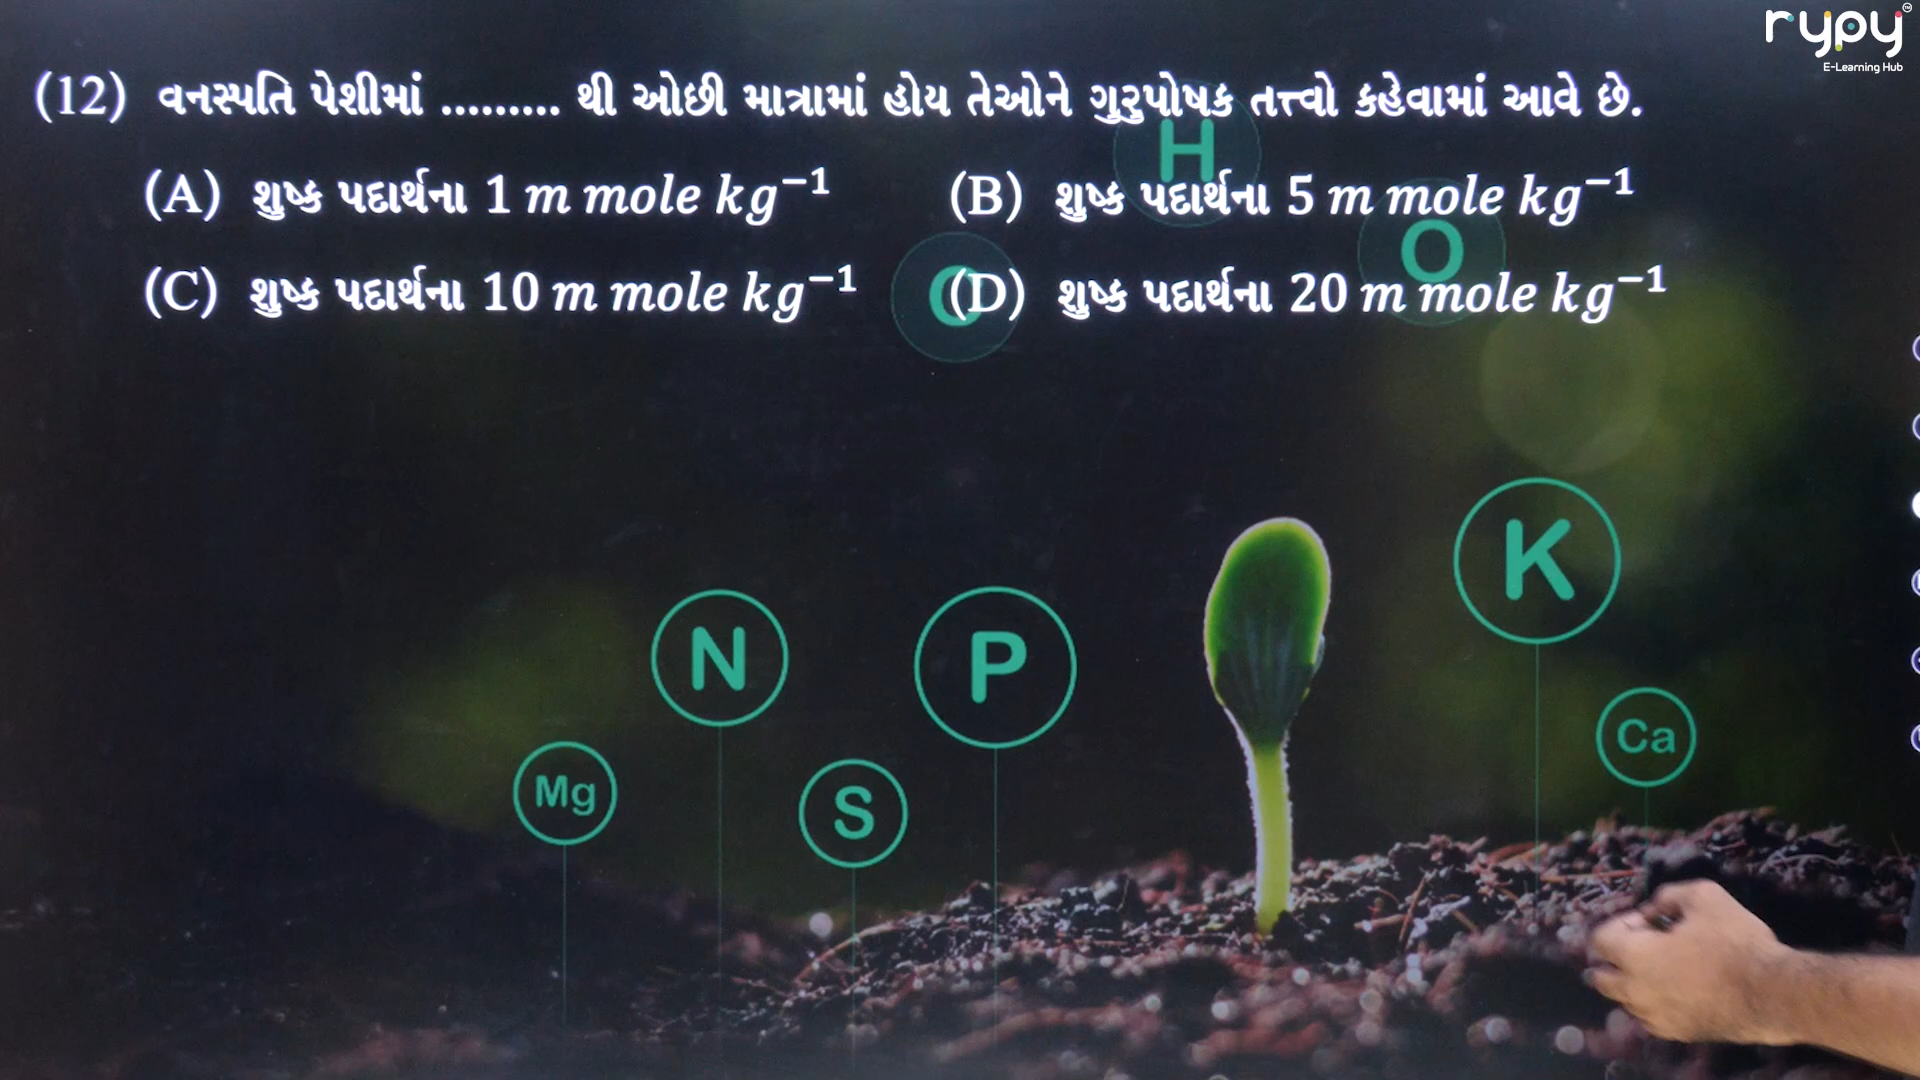 rypy TM
E-Learning Hub
(12) વનસ્પતિ પેશીમાં ......... થી ઓછી માત્રામાં હોય તેઓને ગુરુપોષક તત્ત્વો કહેવામાં આવે છે.
(A) શુષ્ક પદાર્થના 1 m mole kg⁻¹ (B) શુષ્ક પદાર્થના 5 m mole kg⁻¹
(C) શુષ્ક પદાર્થના 10 m mole kg⁻¹ (D) શુષ્ક પદાર્થના 20 m mole kg⁻¹
H
O
K
N
P
Ca
Mg
S